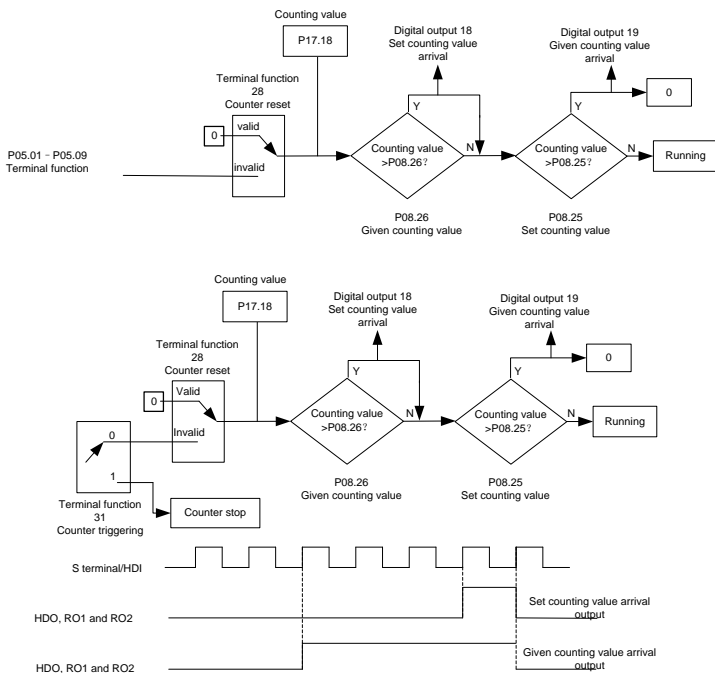 Counting value
P17.18
Digital output 18
Set counting value
arrival
Digital output 19
Given counting value
arrival
Terminal function
28
Counter reset
0
valid
invalid
P05.01–P05.09
Terminal function
Y
Counting value
>P08.26?
N
Y
0
Counting value
>P08.25?
N
Running
P08.26
Given counting value
P08.25
Set counting value
Counting value
P17.18
Digital output 18
Set counting value
arrival
Digital output 19
Given counting value
arrival
Terminal function
28
Counter reset
0
Valid
Invalid
Y
Counting value
>P08.26?
N
Y
0
Counting value
>P08.25?
N
Running
0
1
Terminal function
31
Counter triggering
Counter stop
P08.26
Given counting value
P08.25
Set counting value
S terminal/HDI
HDO, RO1 and RO2
Set counting value arrival
output
HDO, RO1 and RO2
Given counting value arrival
output